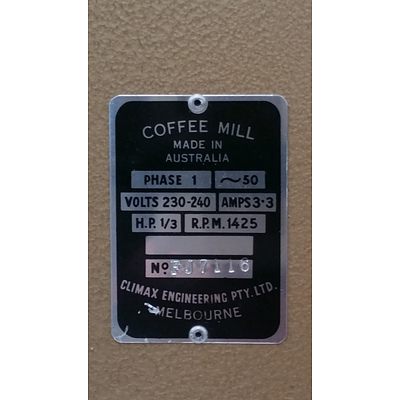 COFFEE MILL
MADE IN
AUSTRALIA
PHASE 1 ~50
VOLTS 230-240 AMPS 3·3
H.P. 1/3 R.P.M. 1425
No FJ7116
CLIMAX ENGINEERING PTY. LTD.
MELBOURNE